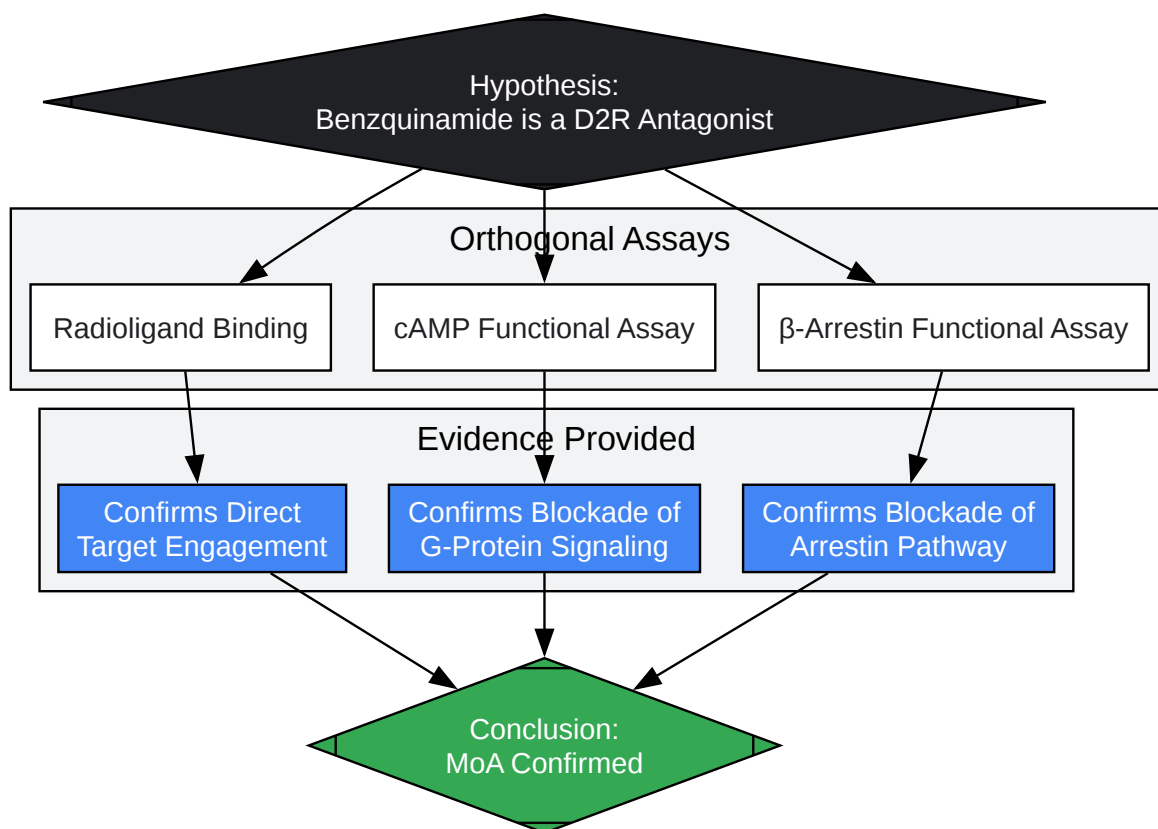 Hypothesis:
Benzquinamide is a D2R Antagonist
Orthogonal Assays
Radioligand Binding
cAMP Functional Assay
β-Arrestin Functional Assay
Evidence Provided
Confirms Direct
Target Engagement
Confirms Blockade of
G-Protein Signaling
Confirms Blockade of
Arrestin Pathway
Conclusion:
MoA Confirmed